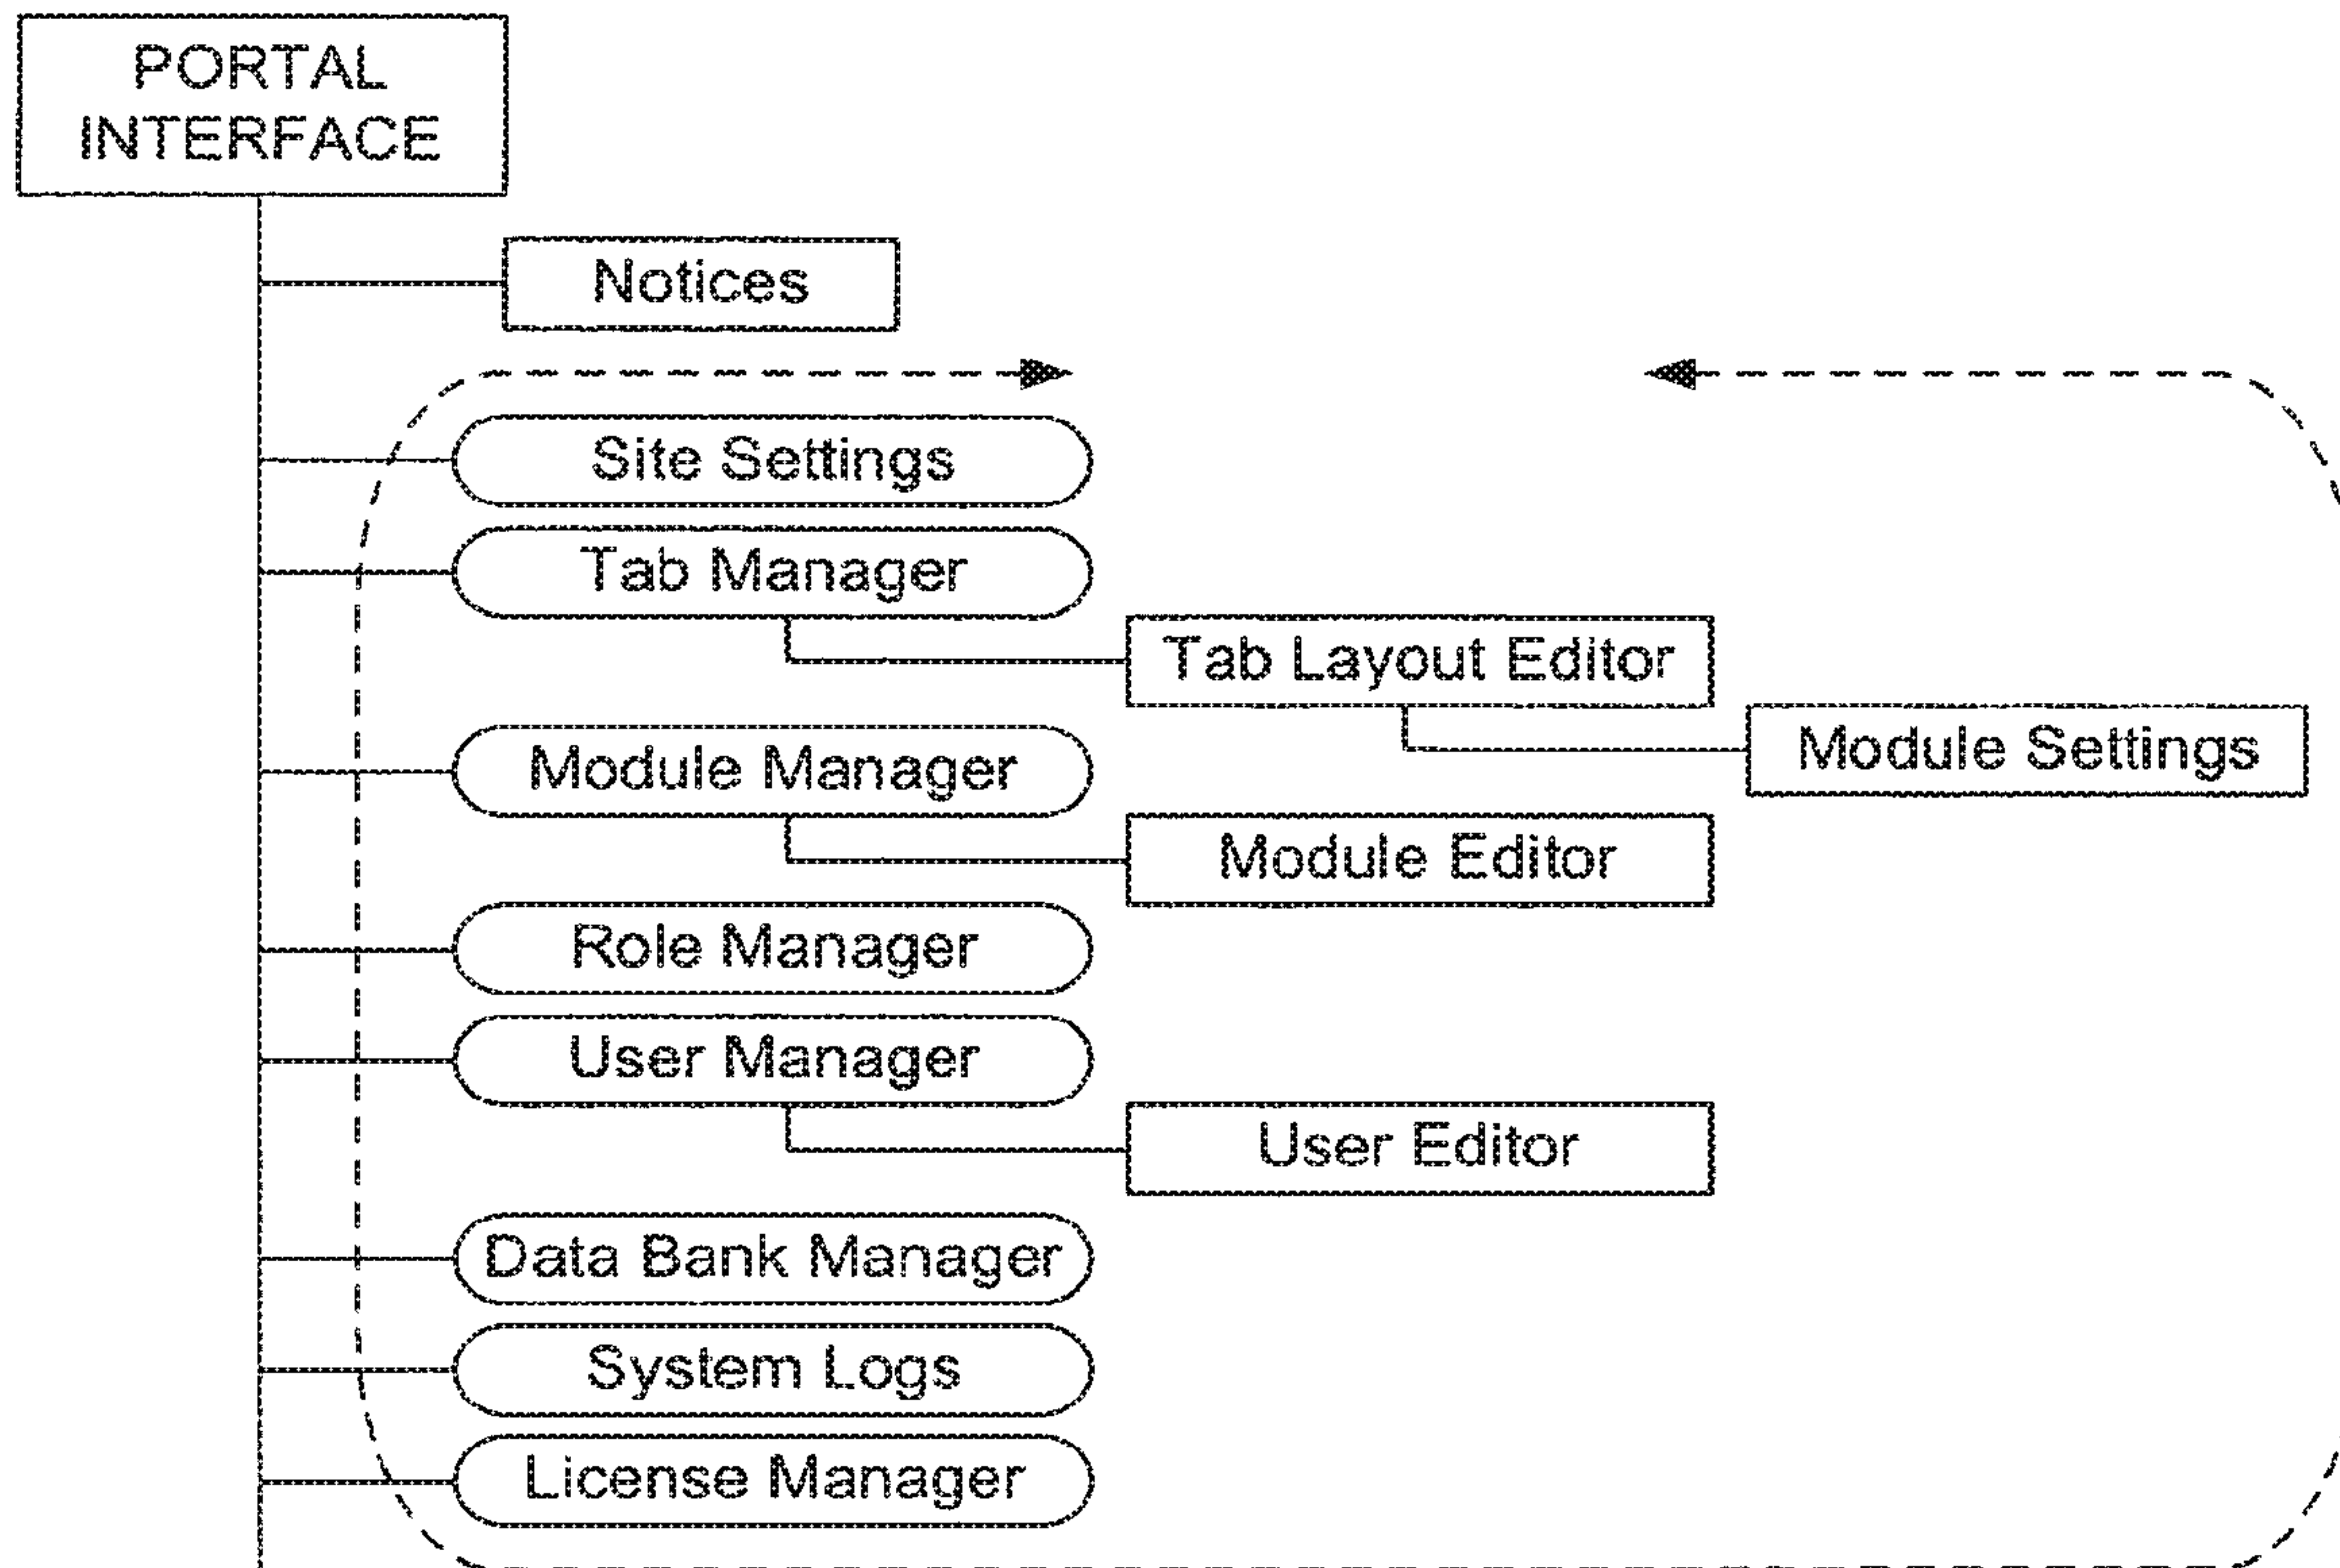 PORTAL
INTERFACE
Notices
Site Settings
Tab Manager
Tab Layout Editor
Module Settings
Module Manager
Module Editor
Role Manager
User Manager
User Editor
Data Bank Manager
System Logs
License Manager